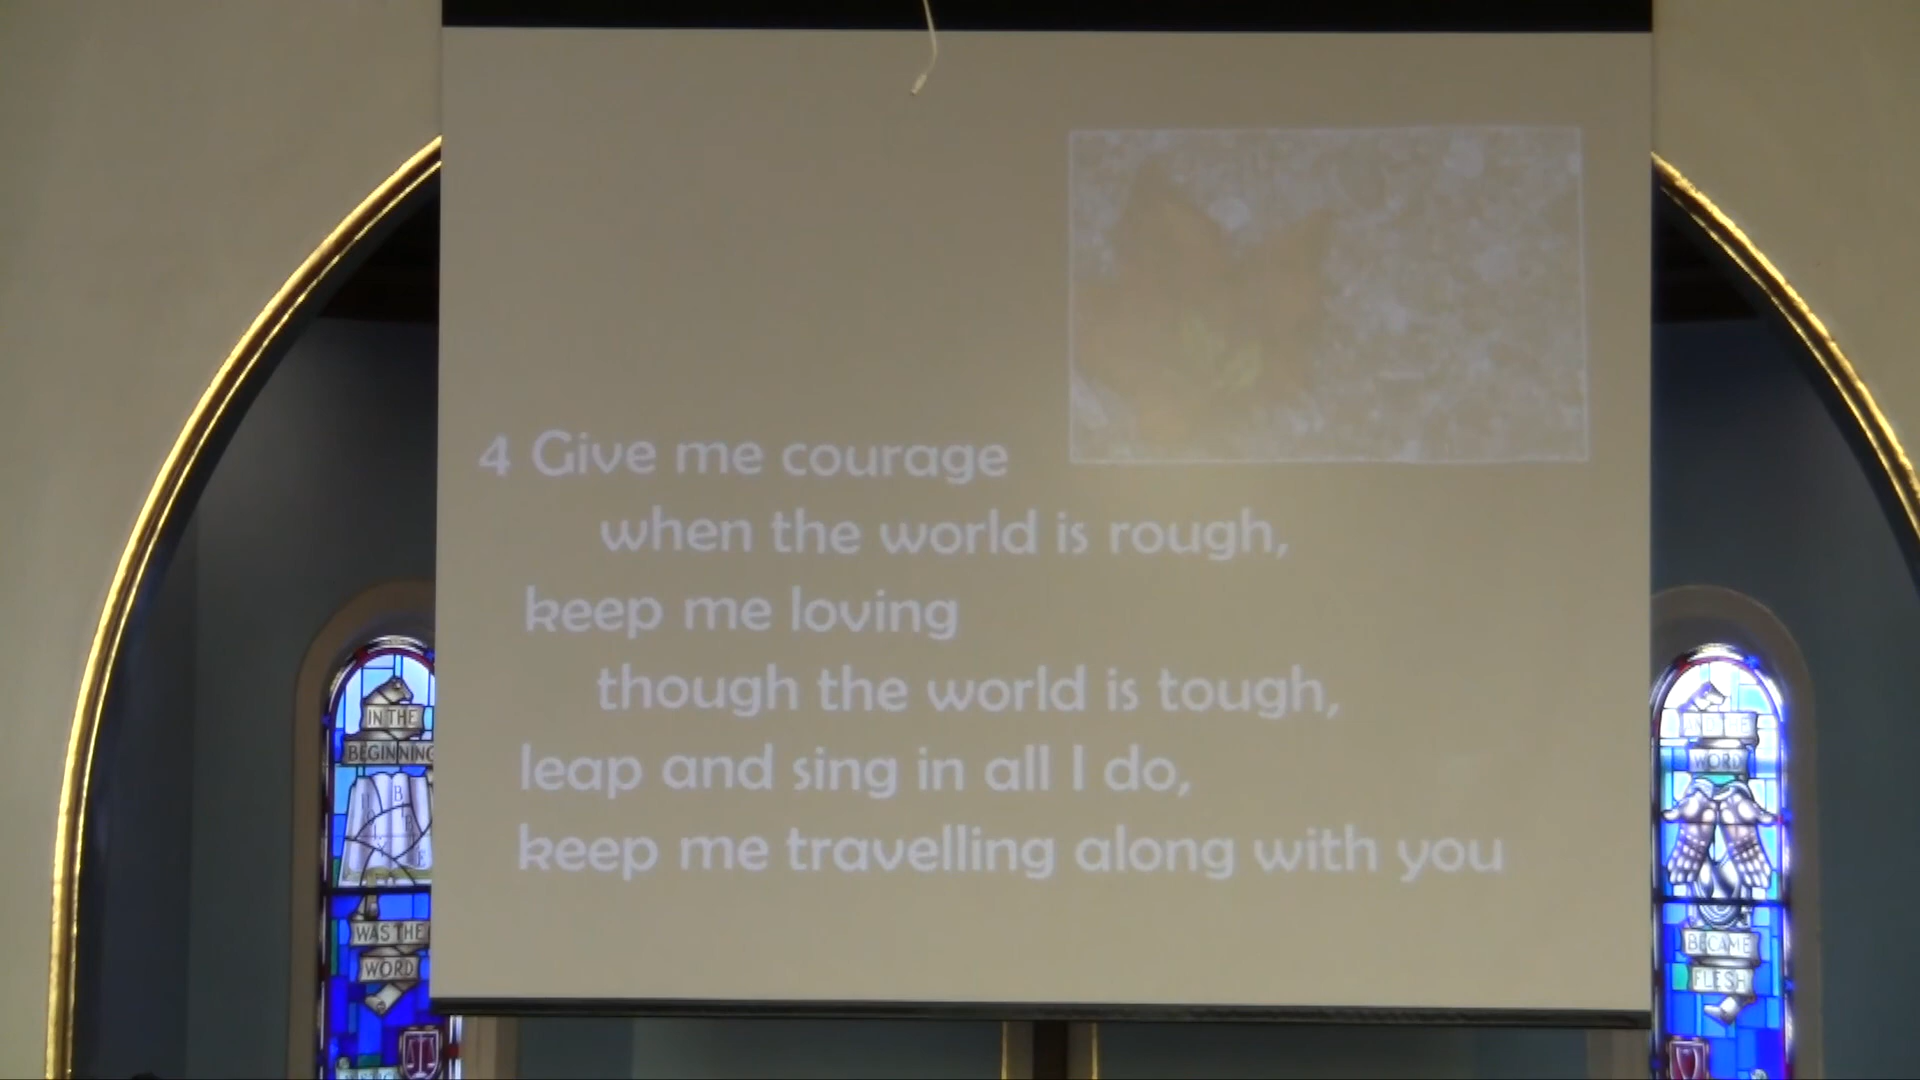 4 Give me courage
when the world is rough,
keep me loving
though the world is tough,
leap and sing in all I do,
keep me travelling along with you
IN THE
BEGINNING
WAS THE
WORD
WORD
BECAME
FLESH